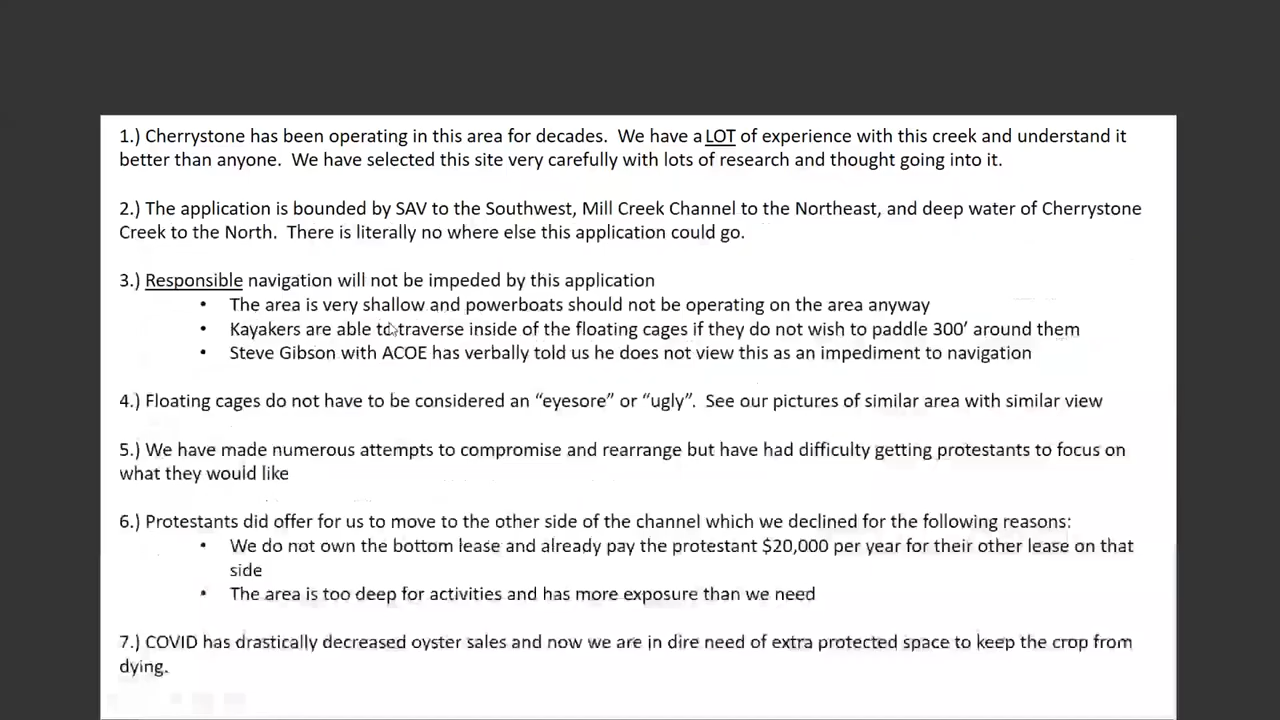 1.) Cherrystone has been operating in this area for decades.  We have a LOT of experience with this creek and understand it
better than anyone.  We have selected this site very carefully with lots of research and thought going into it.
2.) The application is bounded by SAV to the Southwest, Mill Creek Channel to the Northeast, and deep water of Cherrystone
Creek to the North.  There is literally no where else this application could go.
3.) Responsible navigation will not be impeded by this application
• The area is very shallow and powerboats should not be operating on the area anyway
• Kayakers are able to traverse inside of the floating cages if they do not wish to paddle 300’ around them
• Steve Gibson with ACOE has verbally told us he does not view this as an impediment to navigation
4.) Floating cages do not have to be considered an “eyesore” or “ugly”.  See our pictures of similar area with similar view
5.) We have made numerous attempts to compromise and rearrange but have had difficulty getting protestants to focus on
what they would like
6.) Protestants did offer for us to move to the other side of the channel which we declined for the following reasons:
• We do not own the bottom lease and already pay the protestant $20,000 per year for their other lease on that
side
• The area is too deep for activities and has more exposure than we need
7.) COVID has drastically decreased oyster sales and now we are in dire need of extra protected space to keep the crop from
dying.